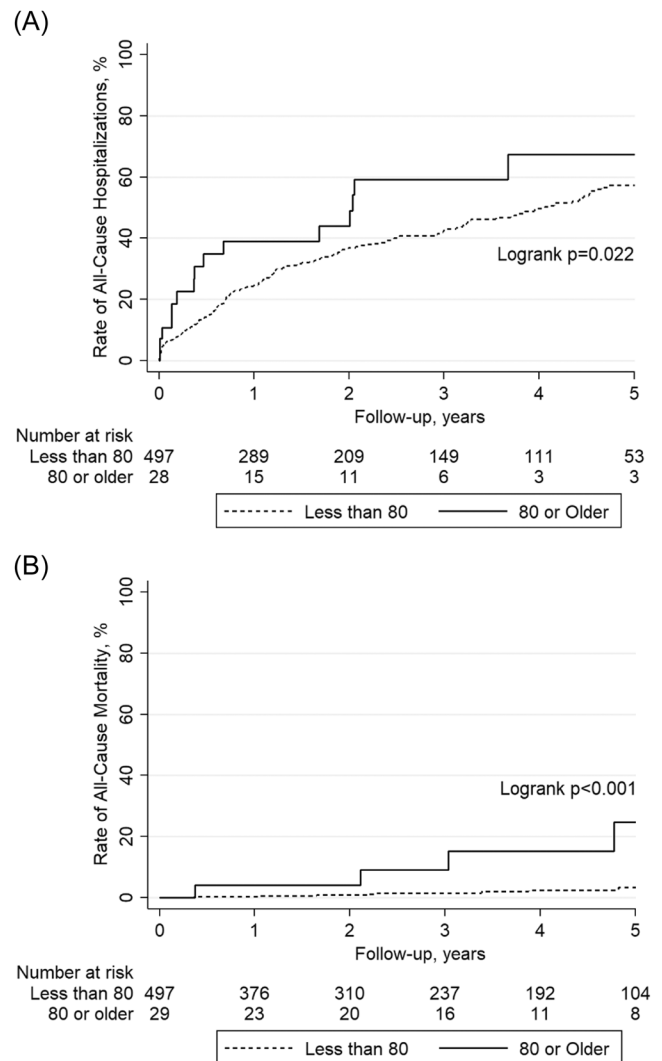 (A)
Rate of All-Cause Hospitalizations, %
100
80
60
40
20
0
Logrank p=0.022
0 1 2 3 4 5
Follow-up, years
Number at risk
Less than 80 497 289 209 149 111 53
80 or older 28 15 11 6 3 3
Less than 80 80 or Older
(B)
Rate of All-Cause Mortality, %
100
80
60
40
20
0
Logrank p<0.001
0 1 2 3 4 5
Follow-up, years
Number at risk
Less than 80 497 376 310 237 192 104
80 or older 29 23 20 16 11 8
Less than 80 80 or Older